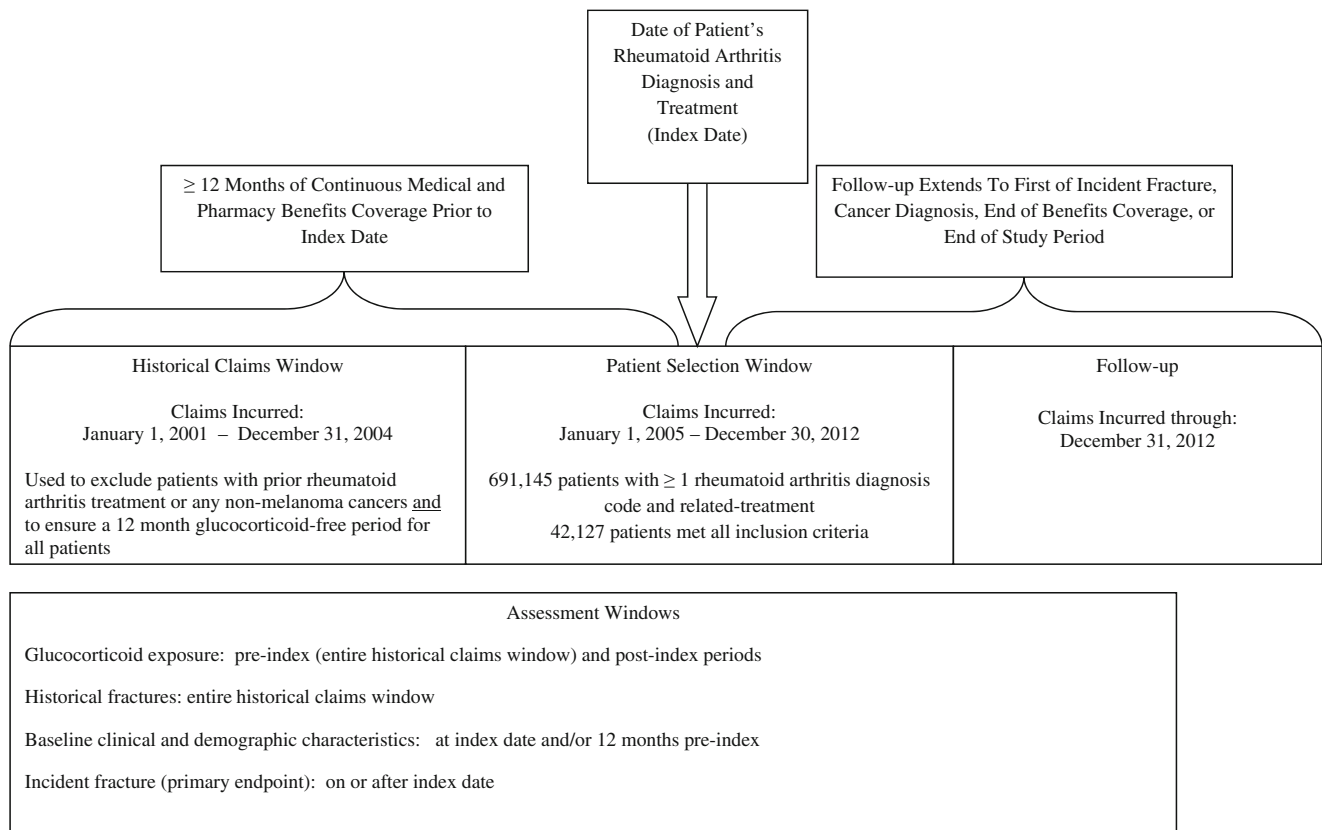 Date of Patient's
Rheumatoid Arthritis
Diagnosis and
Treatment
(Index Date)
≥ 12 Months of Continuous Medical and
Pharmacy Benefits Coverage Prior to
Index Date
Follow-up Extends To First of Incident Fracture,
Cancer Diagnosis, End of Benefits Coverage, or
End of Study Period
Historical Claims Window
Claims Incurred:
January 1, 2001 – December 31, 2004
Used to exclude patients with prior rheumatoid
arthritis treatment or any non-melanoma cancers and
to ensure a 12 month glucocorticoid-free period for
all patients
Patient Selection Window
Claims Incurred:
January 1, 2005 – December 30, 2012
691,145 patients with ≥ 1 rheumatoid arthritis diagnosis
code and related-treatment
42,127 patients met all inclusion criteria
Follow-up
Claims Incurred through:
December 31, 2012
Assessment Windows
Glucocorticoid exposure: pre-index (entire historical claims window) and post-index periods
Historical fractures: entire historical claims window
Baseline clinical and demographic characteristics: at index date and/or 12 months pre-index
Incident fracture (primary endpoint): on or after index date